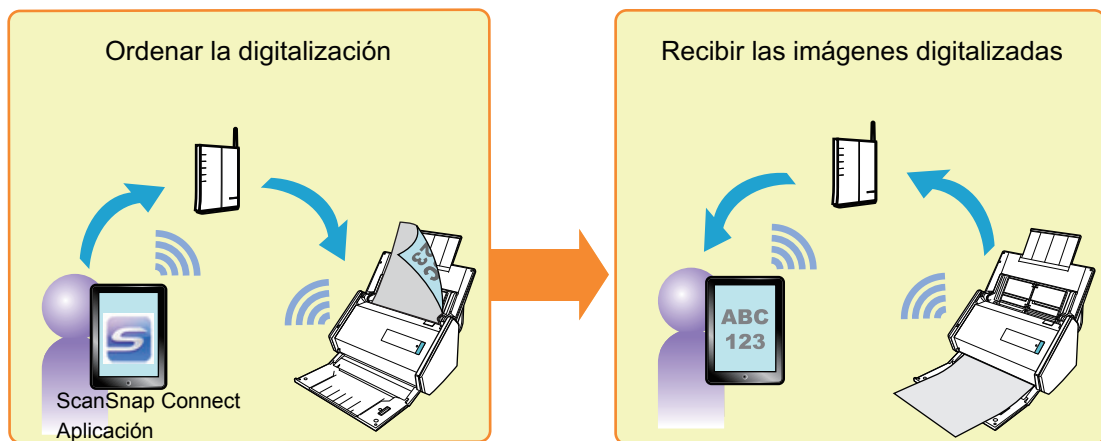 Ordenar la digitalización
ScanSnap Connect
Aplicación
Recibir las imágenes digitalizadas
ABC
123